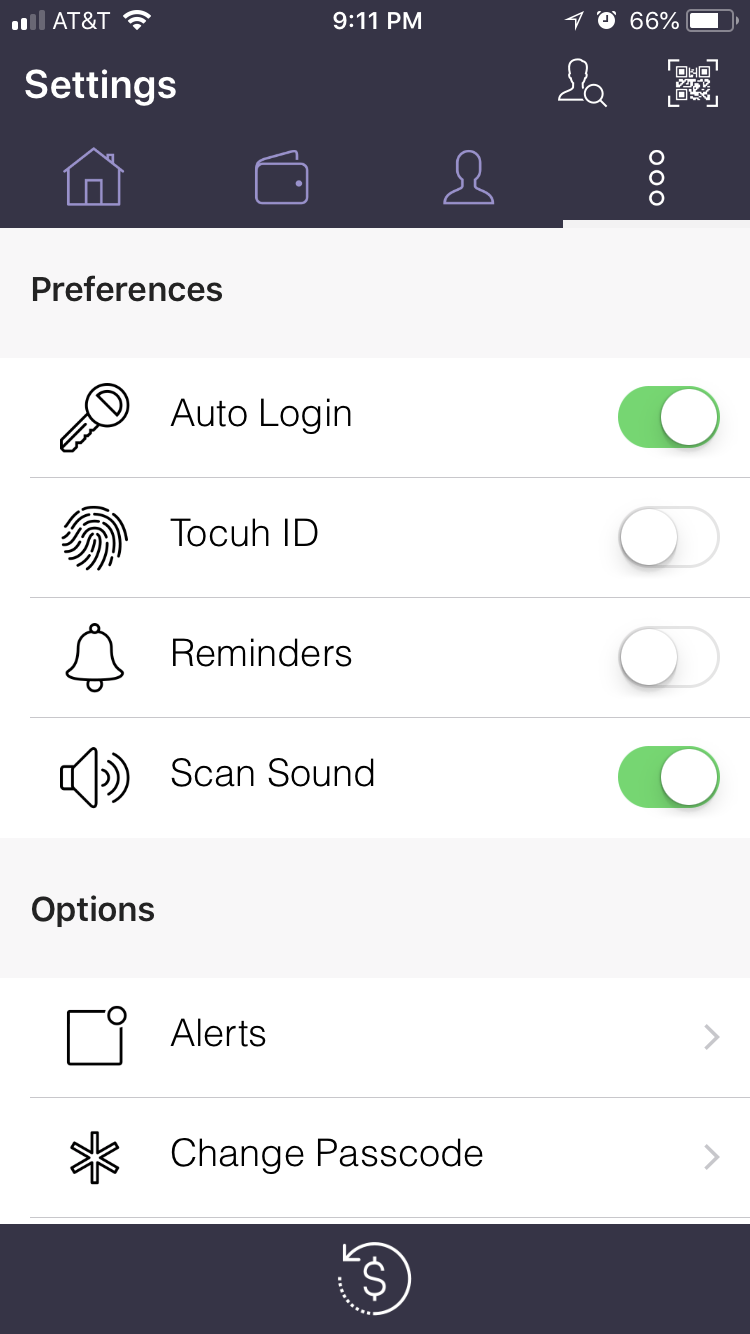 AT&T 9:11 PM 66%
Settings
Preferences
Auto Login
Tocuh ID
Reminders
Scan Sound
Options
Alerts
Change Passcode
$